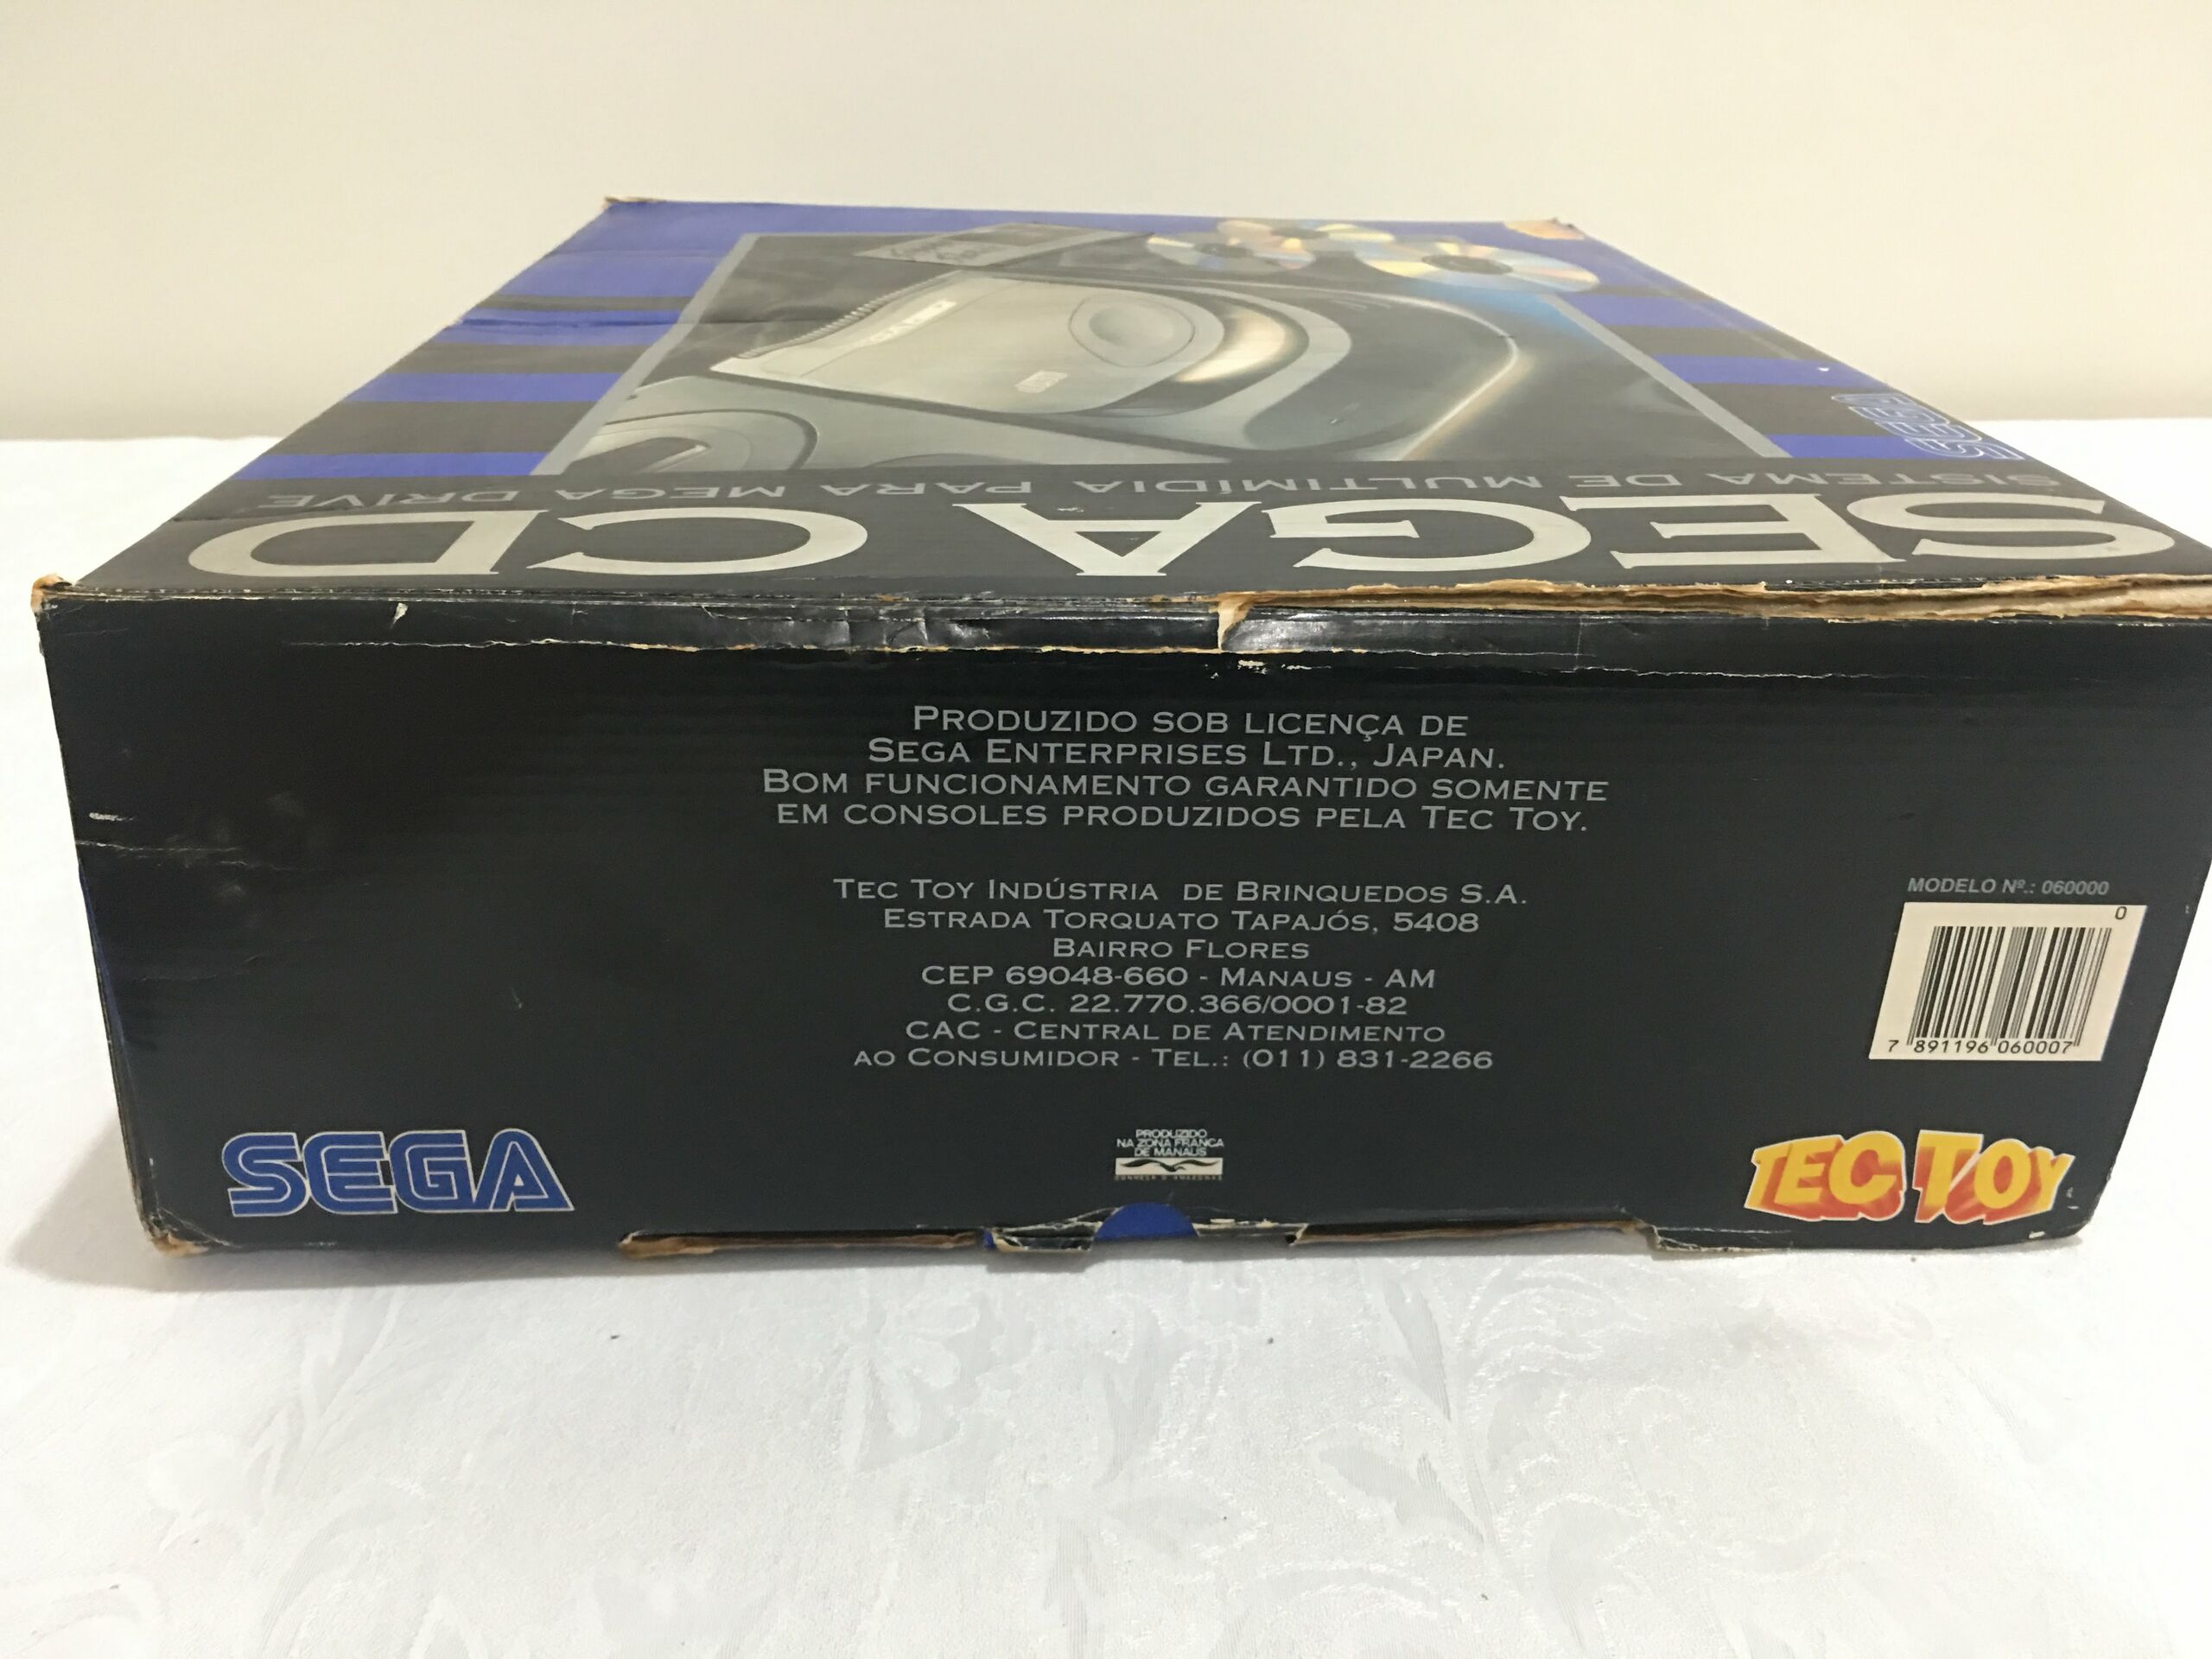 SEGA
SISTEMA DE MULTIMÍDIA PARA MEGA DRIVE
SEGA CD
PRODUZIDO SOB LICENÇA DE
SEGA ENTERPRISES LTD., JAPAN.
BOM FUNCIONAMENTO GARANTIDO SOMENTE
EM CONSOLES PRODUZIDOS PELA TEC TOY.
TEC TOY INDÚSTRIA DE BRINQUEDOS S.A.
ESTRADA TORQUATO TAPAJÓS, 5408
BAIRRO FLORES
CEP 69048-660 - MANAUS - AM
C.G.C. 22.770.366/0001-82
CAC - CENTRAL DE ATENDIMENTO
AO CONSUMIDOR - TEL.: (011) 831-2266
MODELO Nº.: 060000
0
7 891196 060007
SEGA
PRODUZIDO
NA ZONA FRANCA
DE MANAUS
CONHEÇA O AMAZONAS
TEC TOY